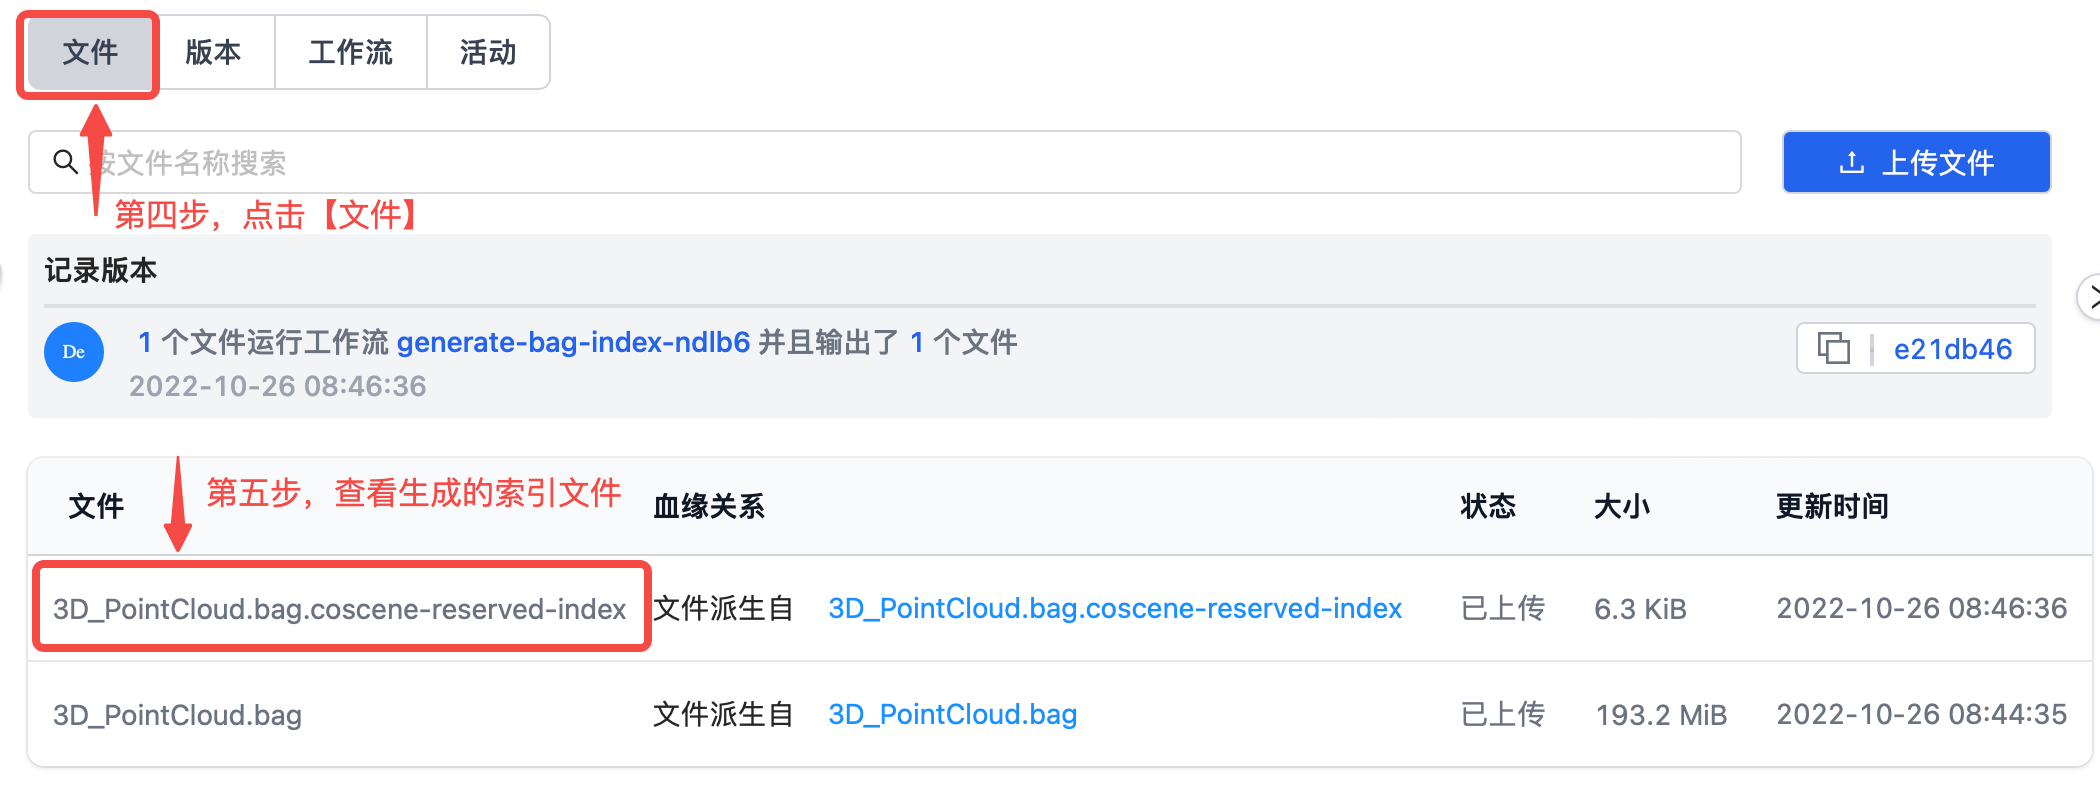 文件 版本 工作流 活动
按文件名称搜索 上传文件
第四步，点击【文件】
记录版本
De 1 个文件运行工作流 generate-bag-index-ndlb6 并且输出了 1 个文件 e21db46
2022-10-26 08:46:36
第五步，查看生成的索引文件
文件 血缘关系 状态 大小 更新时间
3D_PointCloud.bag.coscene-reserved-index 文件派生自 3D_PointCloud.bag.coscene-reserved-index 已上传 6.3 KiB 2022-10-26 08:46:36
3D_PointCloud.bag 文件派生自 3D_PointCloud.bag 已上传 193.2 MiB 2022-10-26 08:44:35